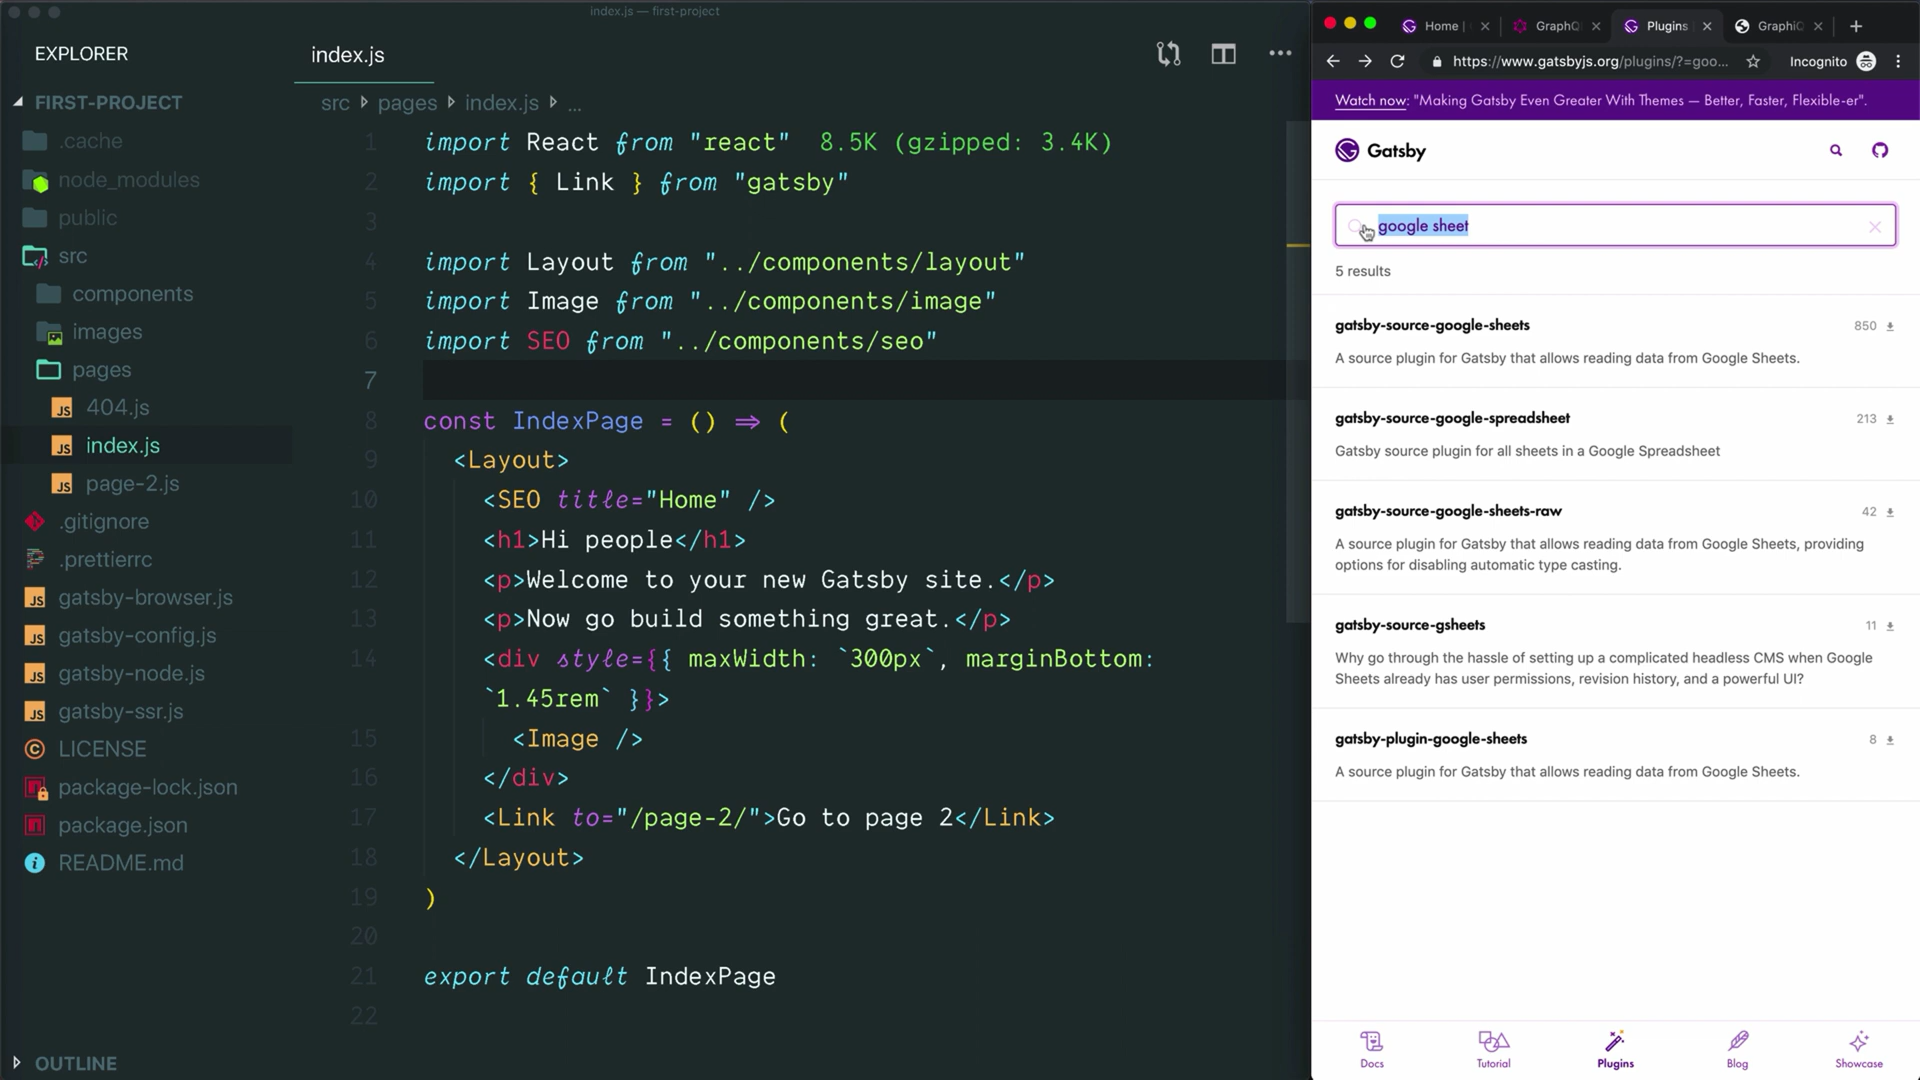 index.js — first-project
EXPLORER
FIRST-PROJECT
.cache
node_modules
public
src
components
images
pages
404.js
index.js
page-2.js
.gitignore
.prettierrc
gatsby-browser.js
gatsby-config.js
gatsby-node.js
gatsby-ssr.js
LICENSE
package-lock.json
package.json
README.md
OUTLINE
index.js
src pages index.js ...
1 import React from "react" 8.5K (gzipped: 3.4K)
2 import { Link } from "gatsby"
3
4 import Layout from "../components/layout"
5 import Image from "../components/image"
6 import SEO from "../components/seo"
7
8 const IndexPage = () => (
9 <Layout>
10 <SEO title="Home" />
11 <h1>Hi people</h1>
12 <p>Welcome to your new Gatsby site.</p>
13 <p>Now go build something great.</p>
14 <div style={{ maxWidth: `300px`, marginBottom:
`1.45rem` }}>
15 <Image />
16 </div>
17 <Link to="/page-2/">Go to page 2</Link>
18 </Layout>
19 )
20
21 export default IndexPage
22
Home | GraphQ Plugins GraphiQ
https://www.gatsbyjs.org/plugins/?=goo... Incognito
Watch now: "Making Gatsby Even Greater With Themes — Better, Faster, Flexible-er".
Gatsby
google sheet
5 results
gatsby-source-google-sheets 850
A source plugin for Gatsby that allows reading data from Google Sheets.
gatsby-source-google-spreadsheet 213
Gatsby source plugin for all sheets in a Google Spreadsheet
gatsby-source-google-sheets-raw 42
A source plugin for Gatsby that allows reading data from Google Sheets, providing
options for disabling automatic type casting.
gatsby-source-gsheets 11
Why go through the hassle of setting up a complicated headless CMS when Google
Sheets already has user permissions, revision history, and a powerful UI?
gatsby-plugin-google-sheets 8
A source plugin for Gatsby that allows reading data from Google Sheets.
Docs Tutorial Plugins Blog Showcase